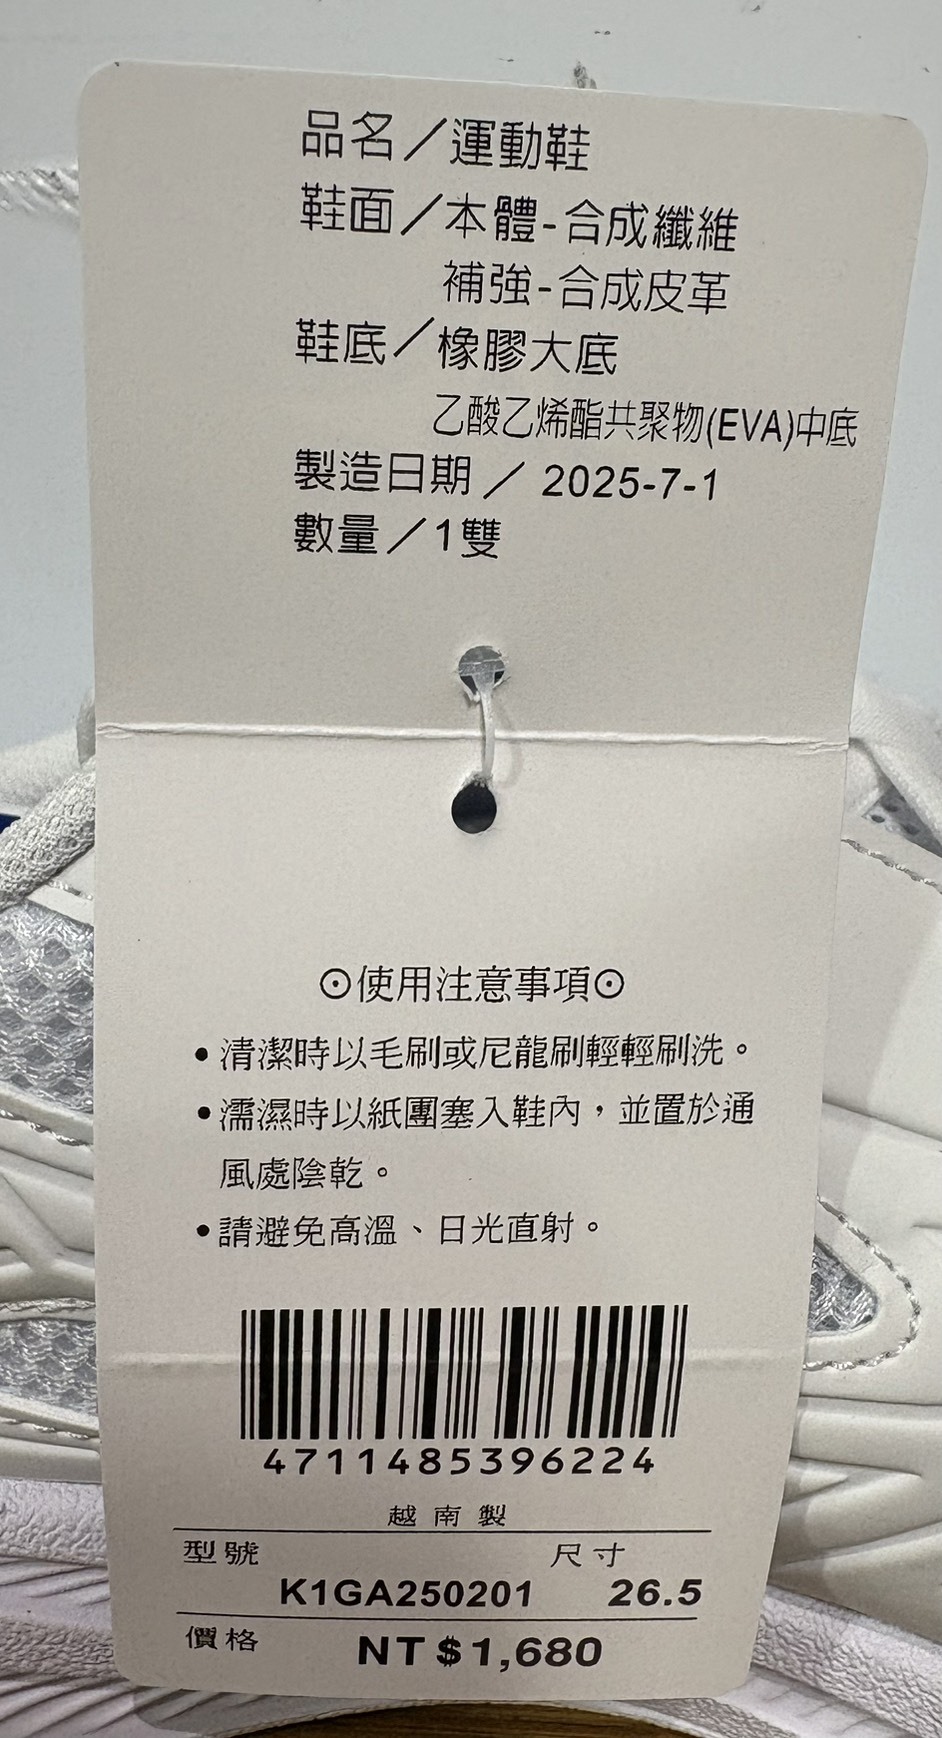 品名／運動鞋
鞋面／本體-合成纖維
補強-合成皮革
鞋底／橡膠大底
乙酸乙烯酯共聚物(EVA)中底
製造日期／2025-7-1
數量／1雙
⊙使用注意事項⊙
•清潔時以毛刷或尼龍刷輕輕刷洗。
•濡濕時以紙團塞入鞋內，並置於通
風處陰乾。
•請避免高溫、日光直射。
4711485396224
越南製
型號 尺寸
K1GA250201 26.5
價格 NT$1,680